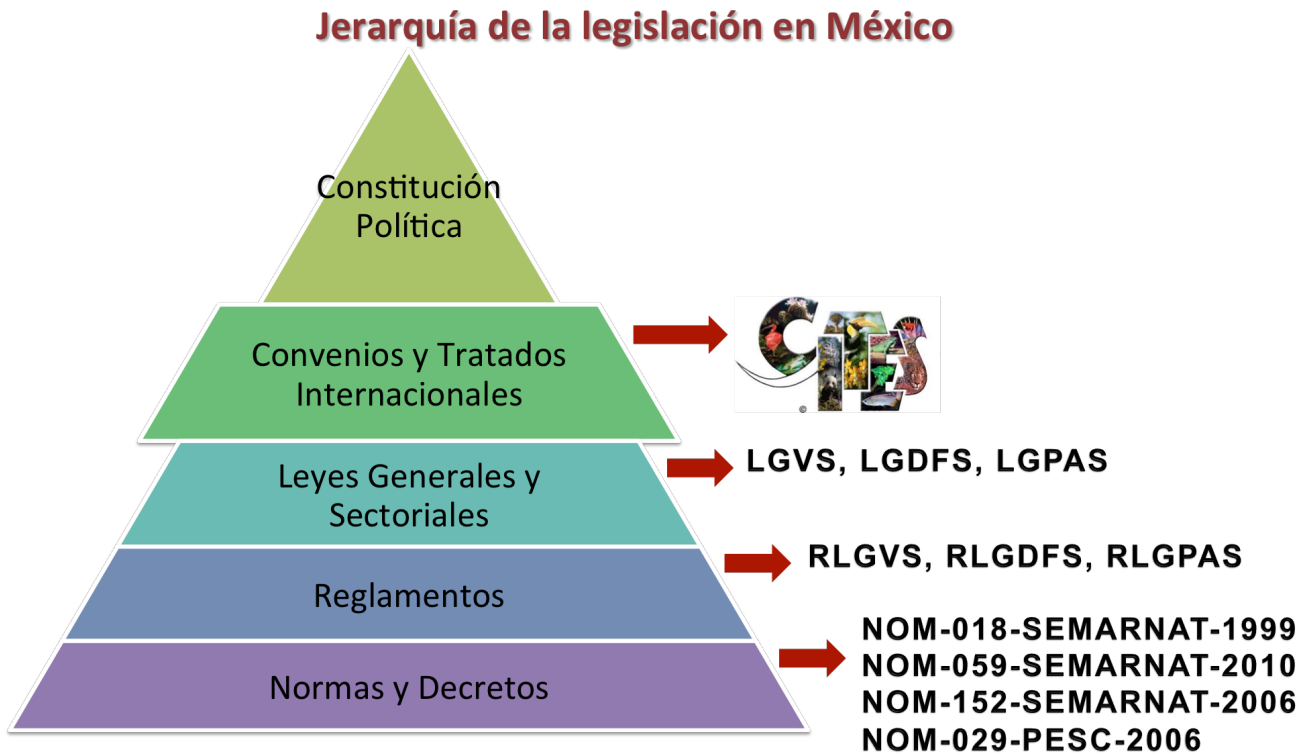 Jerarquía de la legislación en México
Constitución
Política
Convenios y Tratados
Internacionales
CITES
©
Leyes Generales y
Sectoriales
LGVS, LGDFS, LGPAS
Reglamentos
RLGVS, RLGDFS, RLGPAS
Normas y Decretos
NOM-018-SEMARNAT-1999
NOM-059-SEMARNAT-2010
NOM-152-SEMARNAT-2006
NOM-029-PESC-2006